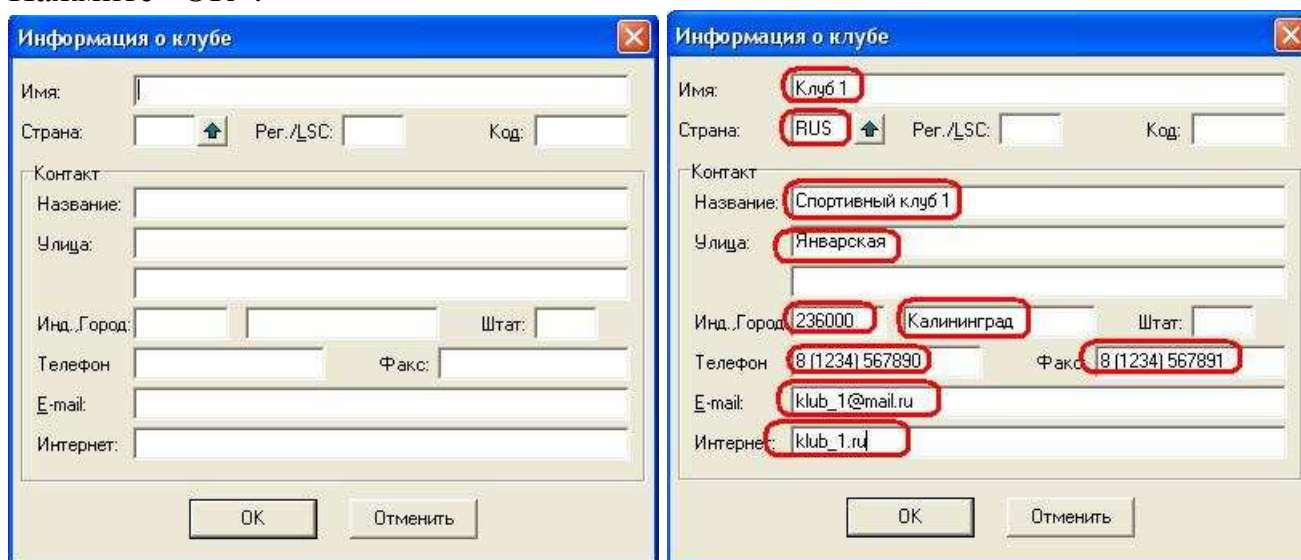 Информация о клубе
Имя:
Страна: Рег./LSC: Код:
Контакт
Название:
Улица:
Инд.,Город: Штат:
Телефон Факс:
E-mail:
Интернет:
OK Отменить
Информация о клубе
Имя: Клуб 1
Страна: RUS Рег./LSC: Код:
Контакт
Название: Спортивный клуб 1
Улица: Январская
Инд.,Город 236000 Калининград Штат:
Телефон 8 (1234) 567890 Факс 8 (1234) 567891
E-mail: klub_1@mail.ru
Интернет: klub_1.ru
OK Отменить